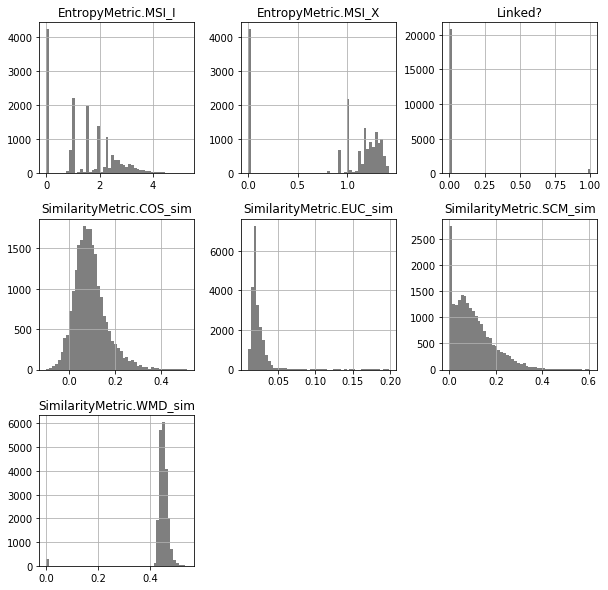 EntropyMetric.MSI_I
4000
3000
2000
1000
0
0 2 4
EntropyMetric.MSI_X
4000
3000
2000
1000
0
0.0 0.5 1.0
Linked?
20000
15000
10000
5000
0
0.00 0.25 0.50 0.75 1.00
SimilarityMetric.COS_sim
1500
1000
500
0
0.0 0.2 0.4
SimilarityMetric.EUC_sim
6000
4000
2000
0
0.05 0.10 0.15 0.20
SimilarityMetric.SCM_sim
2500
2000
1500
1000
500
0
0.0 0.2 0.4 0.6
SimilarityMetric.WMD_sim
6000
5000
4000
3000
2000
1000
0
0.0 0.2 0.4